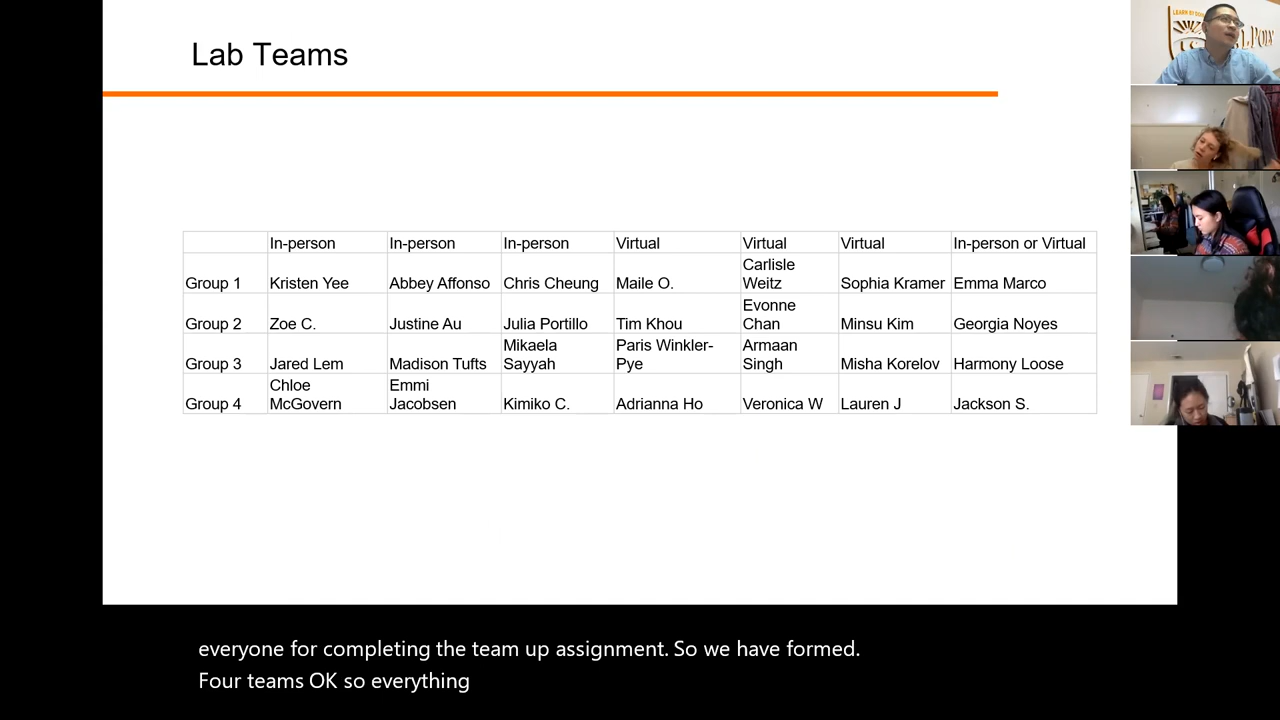 LEARN BY DOING
Lab Teams
In-person In-person In-person Virtual Virtual Virtual In-person or Virtual
Group 1 Kristen Yee Abbey Affonso Chris Cheung Maile O. Carlisle Weitz Sophia Kramer Emma Marco
Group 2 Zoe C. Justine Au Julia Portillo Tim Khou Evonne Chan Minsu Kim Georgia Noyes
Group 3 Jared Lem Madison Tufts Mikaela Sayyah Paris Winkler-Pye Armaan Singh Misha Korelov Harmony Loose
Group 4 Chloe McGovern Emmi Jacobsen Kimiko C. Adrianna Ho Veronica W Lauren J Jackson S.
everyone for completing the team up assignment. So we have formed.
Four teams OK so everything